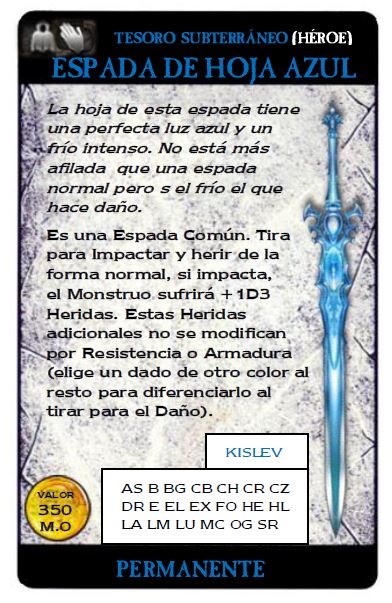 TESORO SUBTERRÁNEO (HÉROE)
ESPADA DE HOJA AZUL
La hoja de esta espada tiene
una perfecta luz azul y un
frío intenso. No está más
afilada que una espada
normal pero s el frío el que
hace daño.
Es una Espada Común. Tira
para Impactar y herir de la
forma normal, si impacta,
el Monstruo sufrirá +1D3
Heridas. Estas Heridas
adicionales no se modifican
por Resistencia o Armadura
(elige un dado de otro color al
resto para diferenciarlo al
tirar para el Daño).
KISLEV
VALOR
350
M.O
AS B BG CB CH CR CZ
DR E EL EX FO HE HL
LA LM LU MC OG SR
PERMANENTE